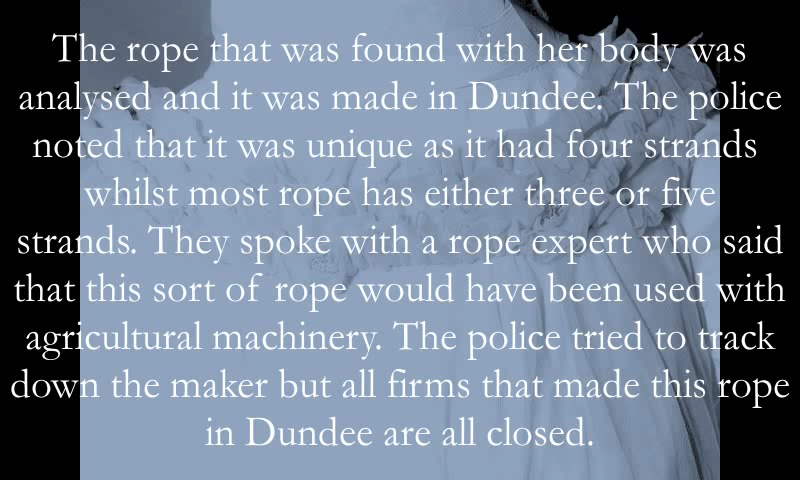 The rope that was found with her body was
analysed and it was made in Dundee. The police
noted that it was unique as it had four strands
whilst most rope has either three or five
strands. They spoke with a rope expert who said
that this sort of rope would have been used with
agricultural machinery. The police tried to track
down the maker but all firms that made this rope
in Dundee are all closed.